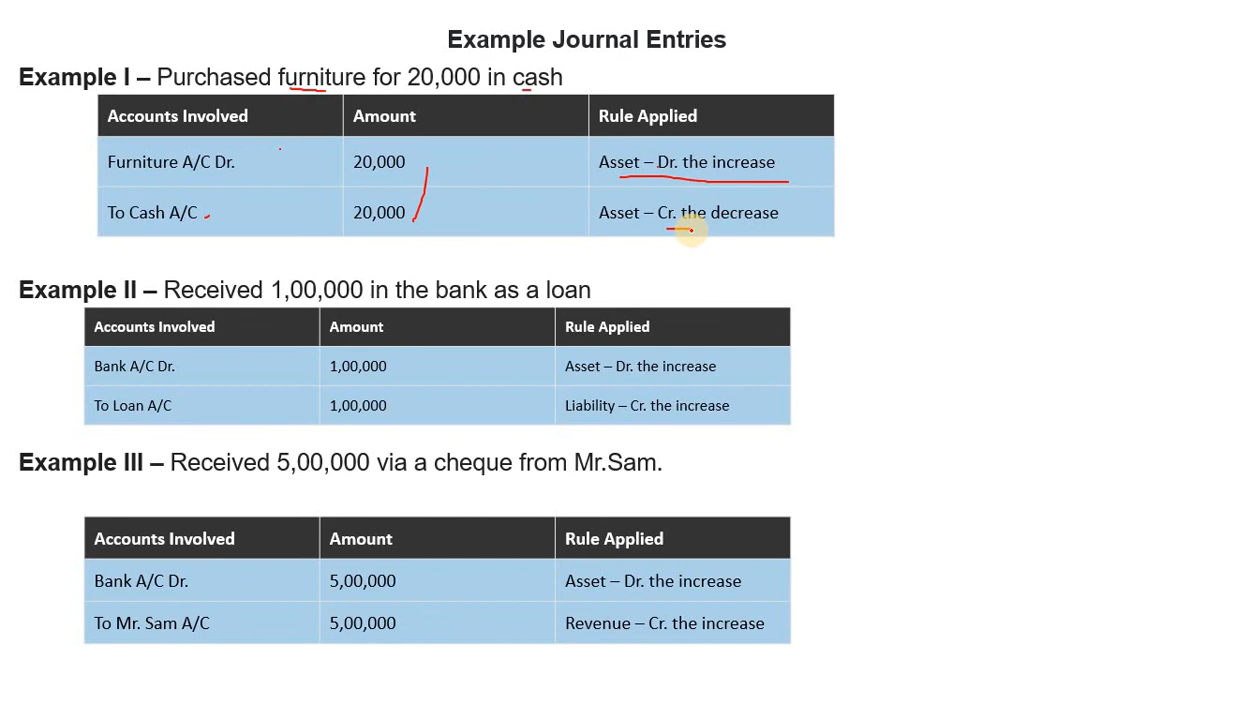 Example Journal Entries
Example I – Purchased furniture for 20,000 in cash
Accounts Involved Amount Rule Applied
Furniture A/C Dr. 20,000 Asset – Dr. the increase
To Cash A/C 20,000 Asset – Cr. the decrease
Example II – Received 1,00,000 in the bank as a loan
Accounts Involved Amount Rule Applied
Bank A/C Dr. 1,00,000 Asset – Dr. the increase
To Loan A/C 1,00,000 Liability – Cr. the increase
Example III – Received 5,00,000 via a cheque from Mr.Sam.
Accounts Involved Amount Rule Applied
Bank A/C Dr. 5,00,000 Asset – Dr. the increase
To Mr. Sam A/C 5,00,000 Revenue – Cr. the increase